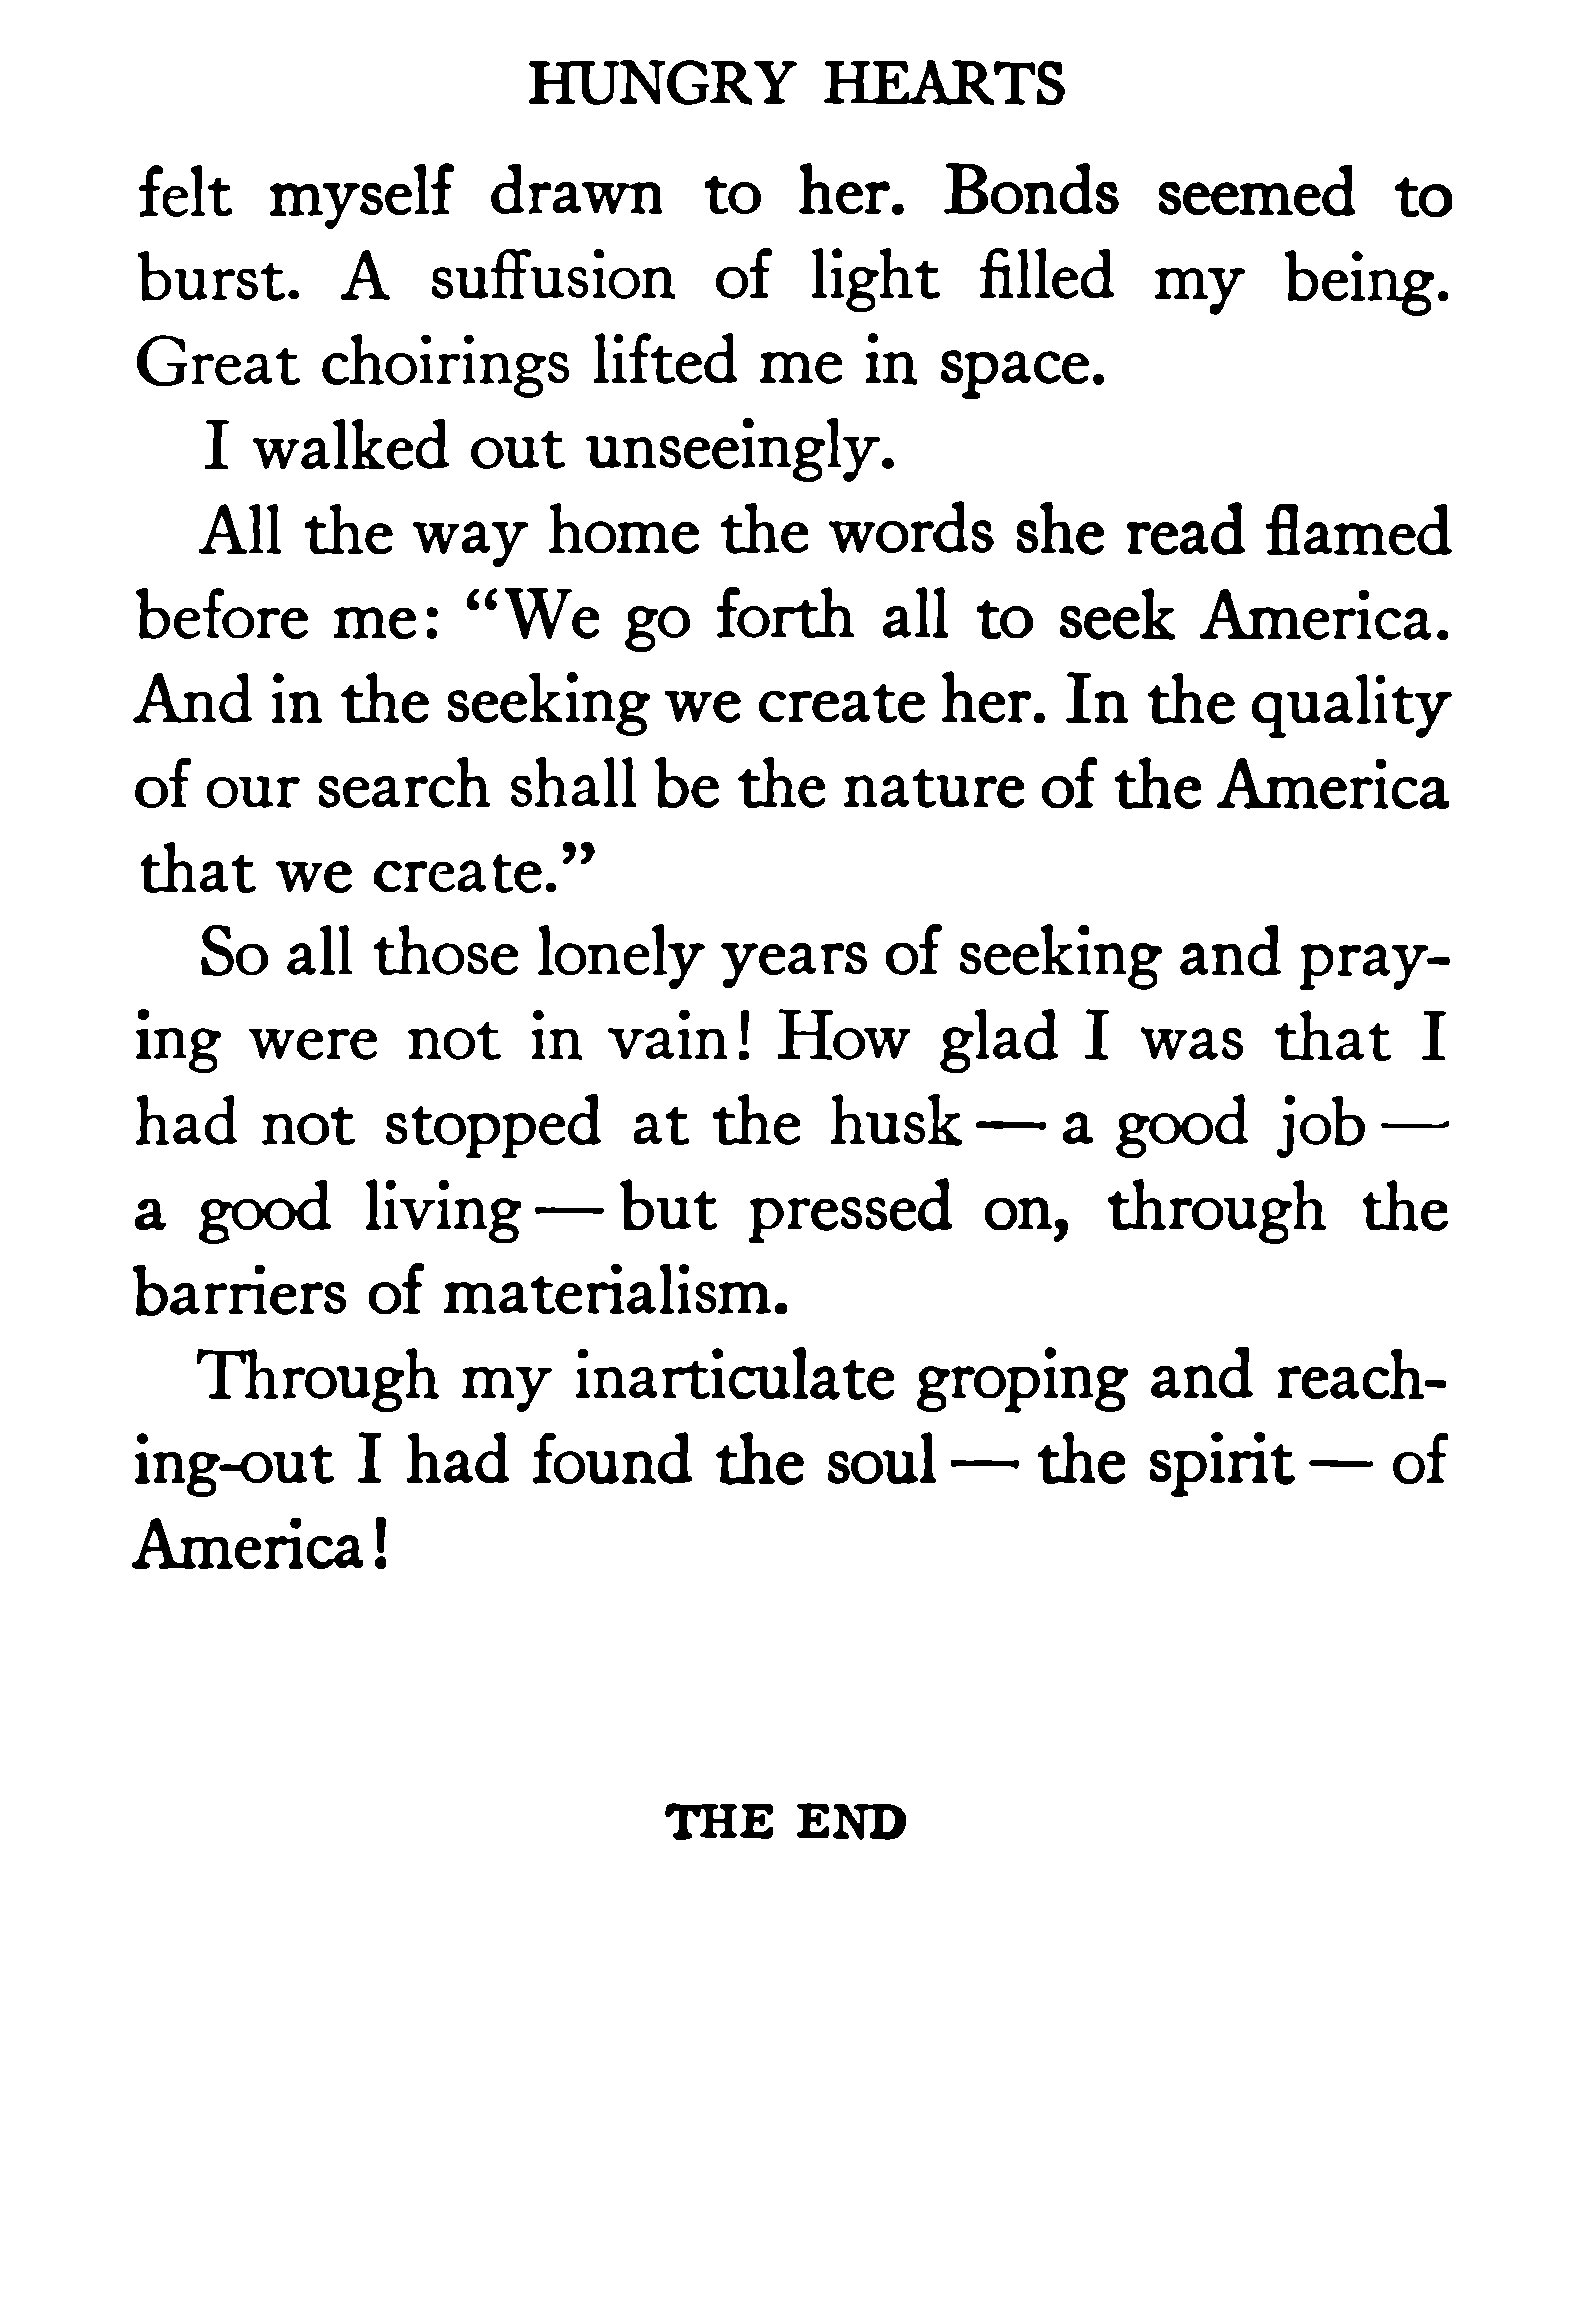 HUNGRY HEARTS
felt myself drawn to her. Bonds seemed to
burst. A suffusion of light filled my being.
Great choirings lifted me in space.
I walked out unseeingly.
All the way home the words she read flamed
before me: “We go forth all to seek America.
And in the seeking we create her. In the quality
of our search shall be the nature of the America
that we create.”
So all those lonely years of seeking and pray-
ing were not in vain! How glad I was that I
had not stopped at the husk — a good job —
a good living — but pressed on, through the
barriers of materialism.
Through my inarticulate groping and reach-
ing-out I had found the soul — the spirit — of
America!
THE END